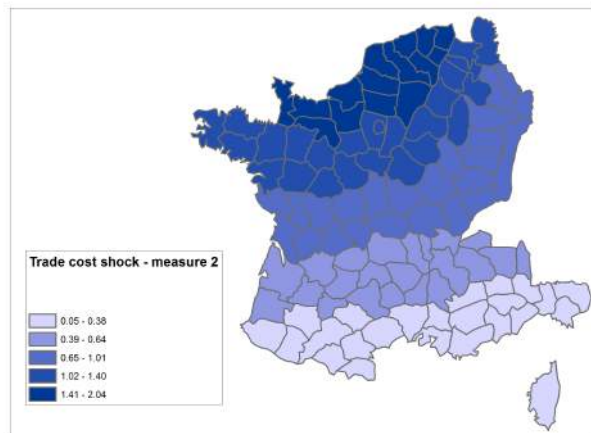 Trade cost shock - measure 2
0.05 - 0.38
0.39 - 0.64
0.65 - 1.01
1.02 - 1.40
1.41 - 2.04